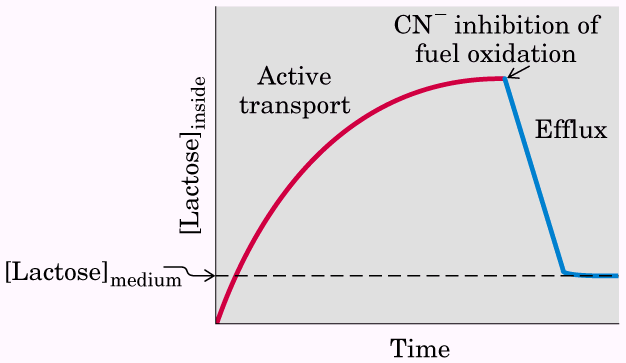 CN⁻ inhibition of
fuel oxidation
Active
transport
Efflux
[Lactose]inside
[Lactose]medium
Time